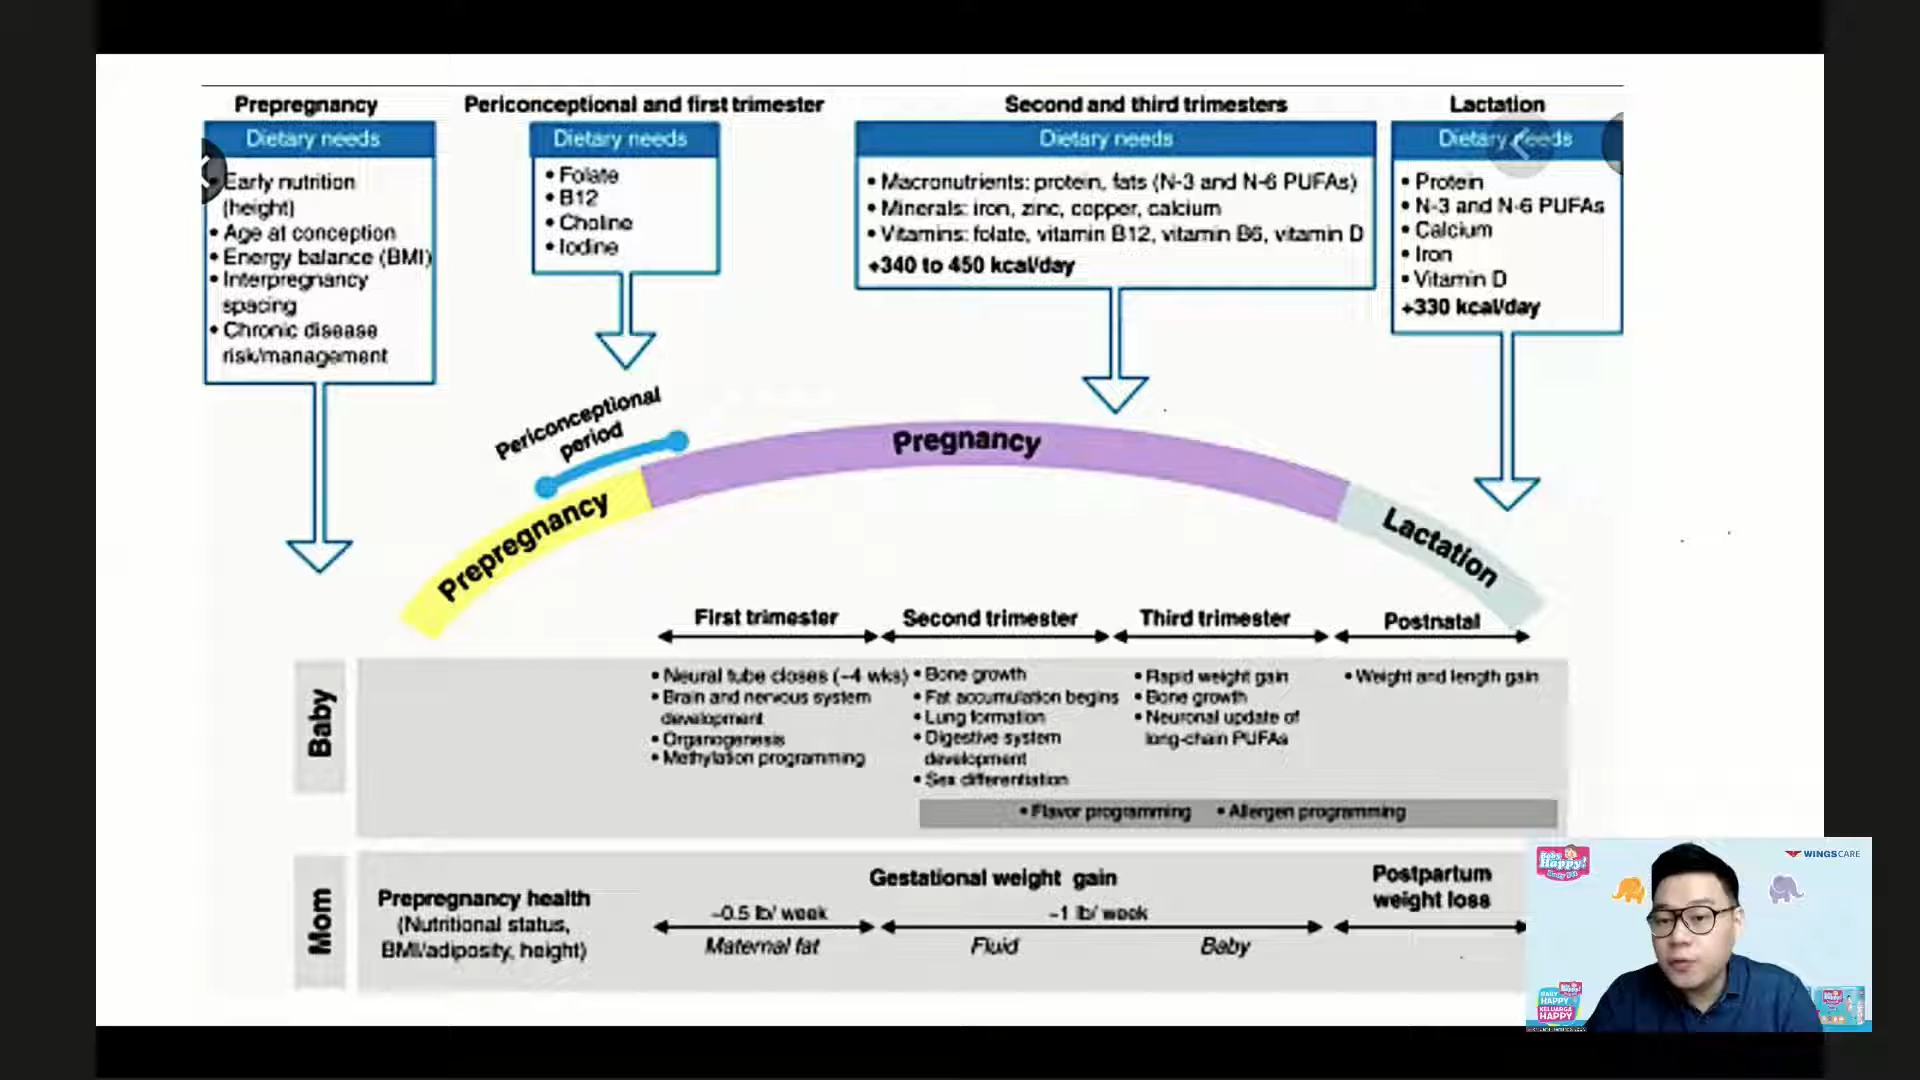 Prepregnancy
Dietary needs
• Early nutrition
(height)
• Age at conception
• Energy balance (BMI)
• Interpregnancy
spacing
• Chronic disease
risk/management
Periconceptional and first trimester
Dietary needs
• Folate
• B12
• Choline
• Iodine
Second and third trimesters
Dietary needs
• Macronutrients: protein, fats (N-3 and N-6 PUFAs)
• Minerals: iron, zinc, copper, calcium
• Vitamins: folate, vitamin B12, vitamin B6, vitamin D
+340 to 450 kcal/day
Lactation
Dietary needs
• Protein
• N-3 and N-6 PUFAs
• Calcium
• Iron
• Vitamin D
+330 kcal/day
Periconceptional
period
Prepregnancy
Pregnancy
Lactation
First trimester
Second trimester
Third trimester
Postnatal
Baby
• Neural tube closes (~4 wks)
• Brain and nervous system
development
• Organogenesis
• Methylation programming
• Bone growth
• Fat accumulation begins
• Lung formation
• Digestive system
development
• Sex differentiation
• Rapid weight gain
• Bone growth
• Neuronal update of
long-chain PUFAs
• Weight and length gain
• Flavor programming • Allergen programming
Mom
Prepregnancy health
(Nutritional status,
BMI/adiposity, height)
Gestational weight gain
~0.5 lb/ week
Maternal fat
~1 lb/ week
Fluid
Baby
Postpartum
weight loss
Baby
Happy!
WINGSCARE
BABY
HAPPY
KELUARGA
HAPPY